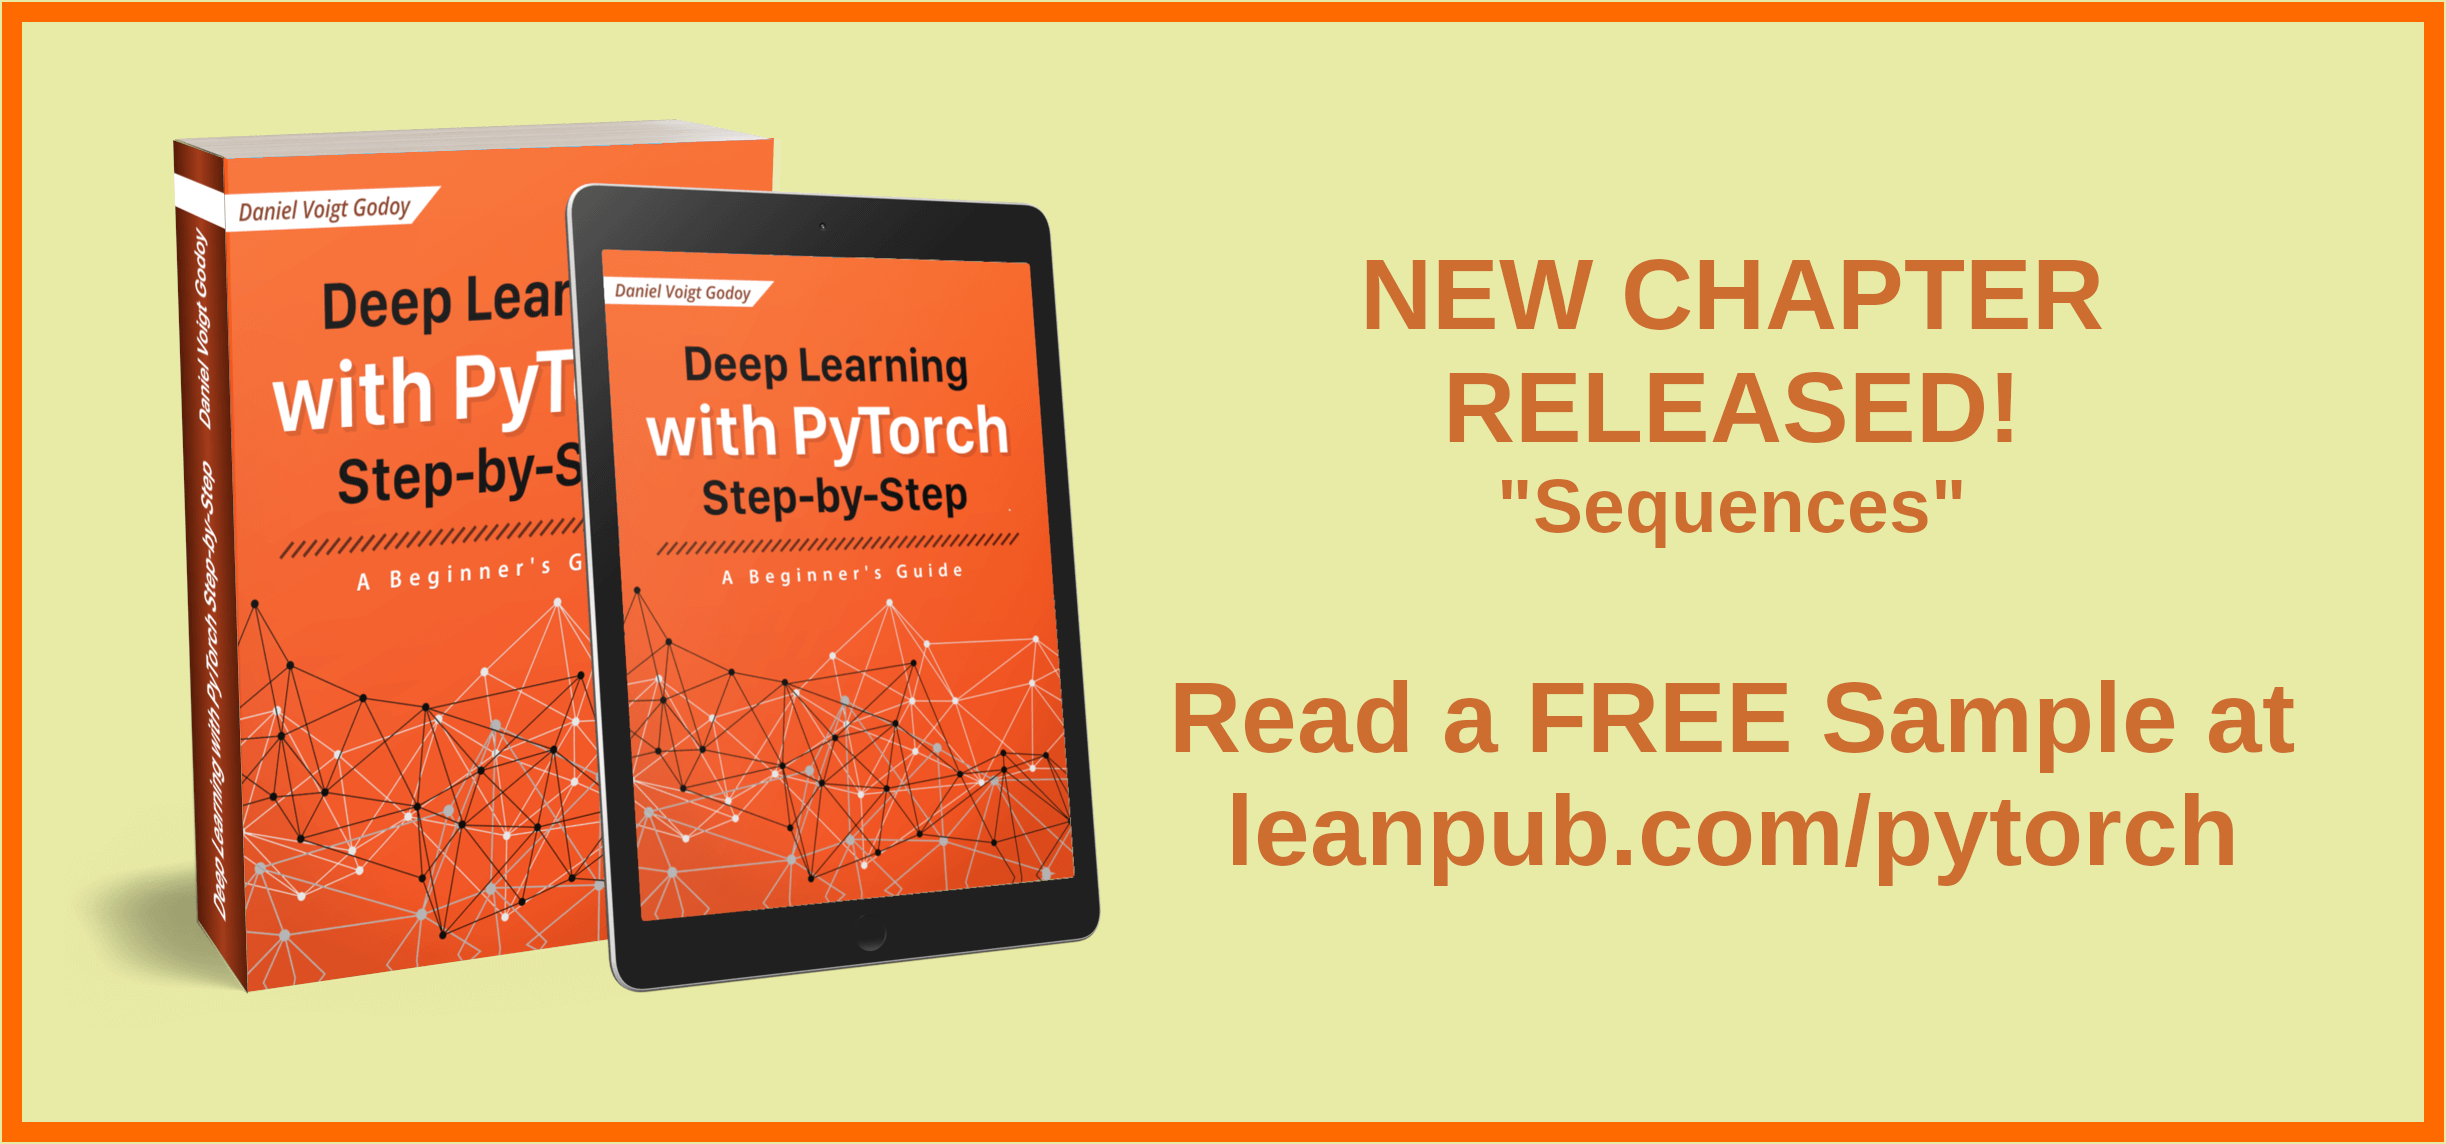 Daniel Voigt Godoy
Deep Lear
with PyT
Step-by-S
A Beginner's G
Daniel Voigt Godoy
Deep Learning with PyTorch Step-by-Step
Daniel Voigt Godoy
Deep Learning
with PyTorch
Step-by-Step
A Beginner's Guide
NEW CHAPTER
RELEASED!
"Sequences"
Read a FREE Sample at
leanpub.com/pytorch